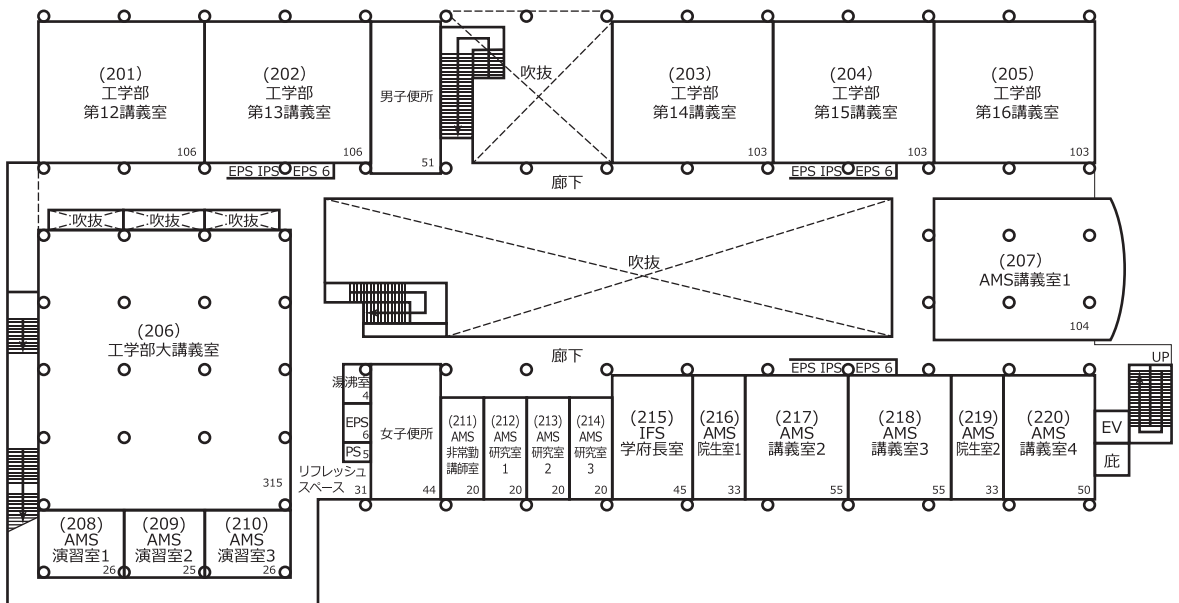 (201)
工学部
第12講義室
106
(202)
工学部
第13講義室
106
男子便所
51
吹抜
(203)
工学部
第14講義室
103
(204)
工学部
第15講義室
103
(205)
工学部
第16講義室
103
EPS IPS EPS 6
EPS IPS EPS 6
廊下
吹抜
吹抜
吹抜
吹抜
(207)
AMS講義室1
104
(206)
工学部大講義室
315
廊下
EPS IPS EPS 6
UP
湯沸室
4
EPS
6
PS 5
リフレッシュ
スペース
31
女子便所
44
(211)
AMS
非常勤
講師室
20
(212)
AMS
研究室
1
20
(213)
AMS
研究室
2
20
(214)
AMS
研究室
3
20
(215)
IFS
学府長室
45
(216)
AMS
院生室1
33
(217)
AMS
講義室2
55
(218)
AMS
講義室3
55
(219)
AMS
院生室2
33
(220)
AMS
講義室4
50
EV
庇
(208)
AMS
演習室1
26
(209)
AMS
演習室2
25
(210)
AMS
演習室3
26